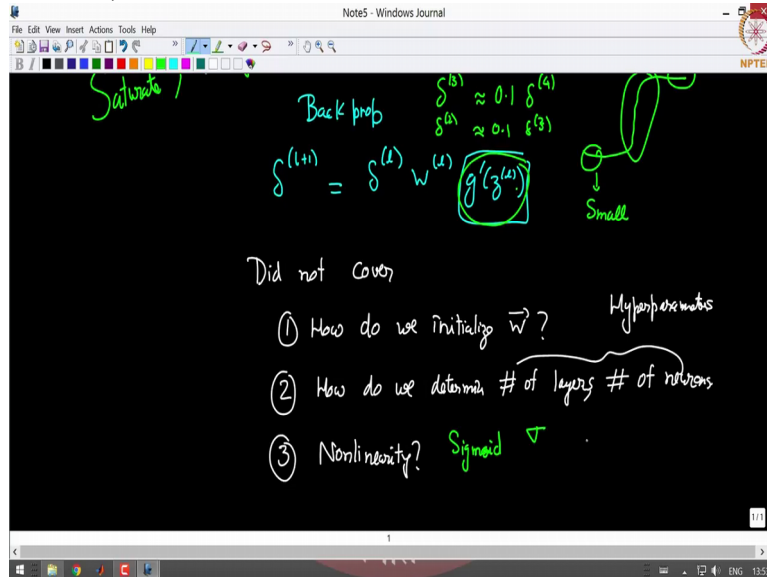 Note5 - Windows Journal
File Edit View Insert Actions Tools Help
NPTEL
Saturate
Back prop
δ^(3) ≈ 0.1 δ^(4)
δ^(2) ≈ 0.1 δ^(3)
δ^(l+1) = δ^(l) W^(l) g'(z^(l))
Small
Did not cover
① How do we initialize w⃗ ?
Hyperparameters
② How do we determin # of layers # of neurons
③ Nonlinearity? Sigmoid σ
1/1
1
ENG